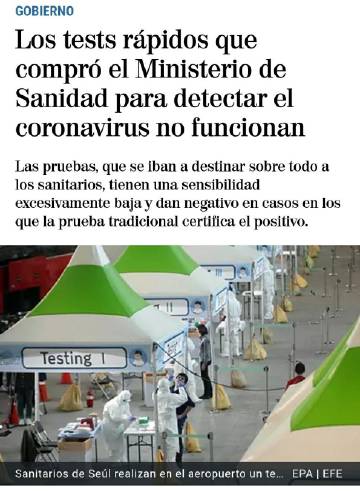 GOBIERNO
Los tests rápidos que
compró el Ministerio de
Sanidad para detectar el
coronavirus no funcionan
Las pruebas, que se iban a destinar sobre todo a
los sanitarios, tienen una sensibilidad
excesivamente baja y dan negativo en casos en los
que la prueba tradicional certifica el positivo.
Testing 1
Sanitarios de Seúl realizan en el aeropuerto un te... EPA | EFE